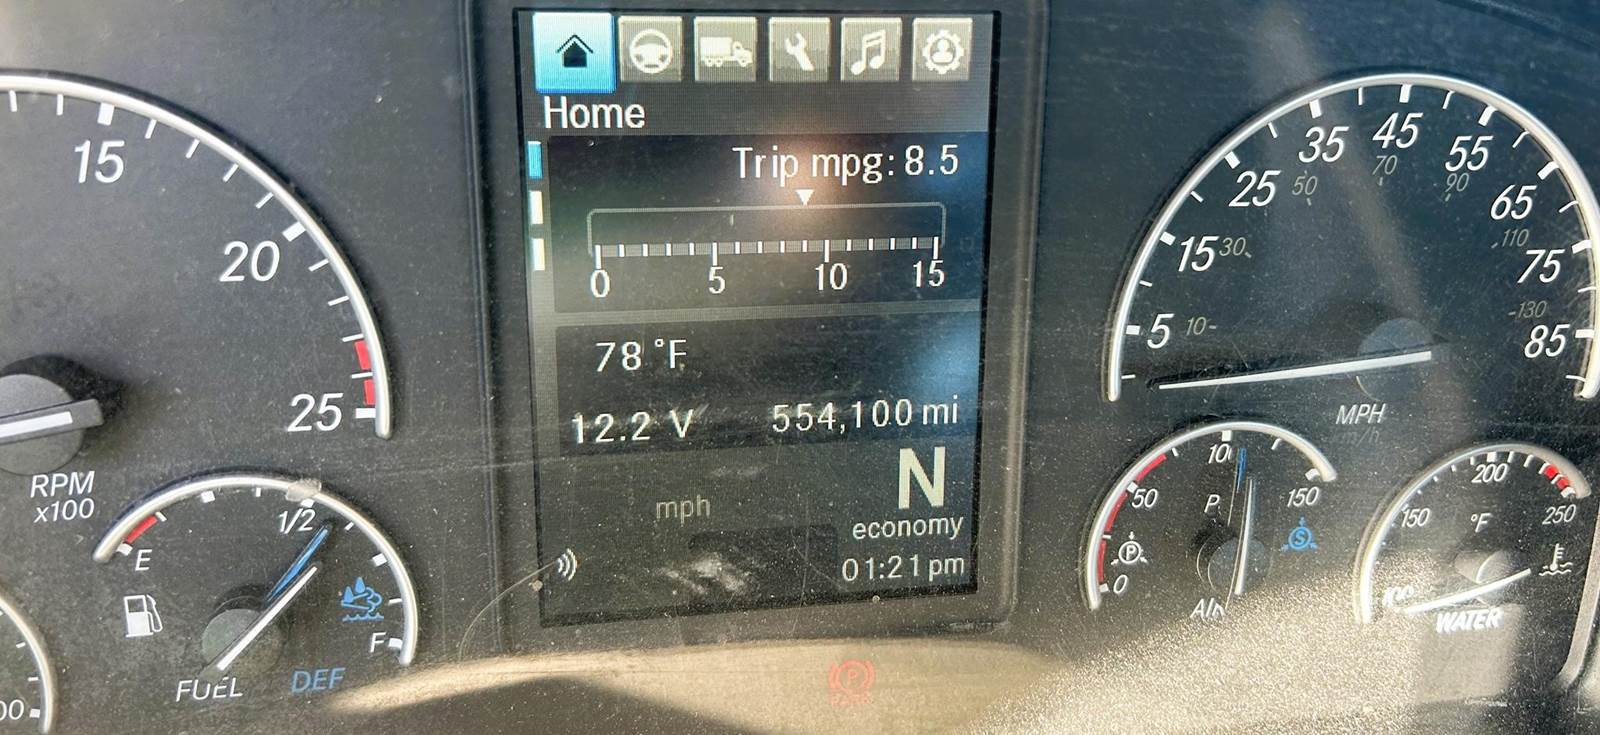 Home
Trip mpg: 8.5
0 5 10 15
78 °F
12.2 V 554,100 mi
N
mph
economy
01:21 pm
15
20
25
RPM
x100
E
1/2
F
FUEL
DEF
5
15
25
35
45
55
65
75
85
10
30
50
70
90
110
130
MPH
km/h
0
50
150
P
P
S
AIR
150
200
250
°F
100
WATER
P